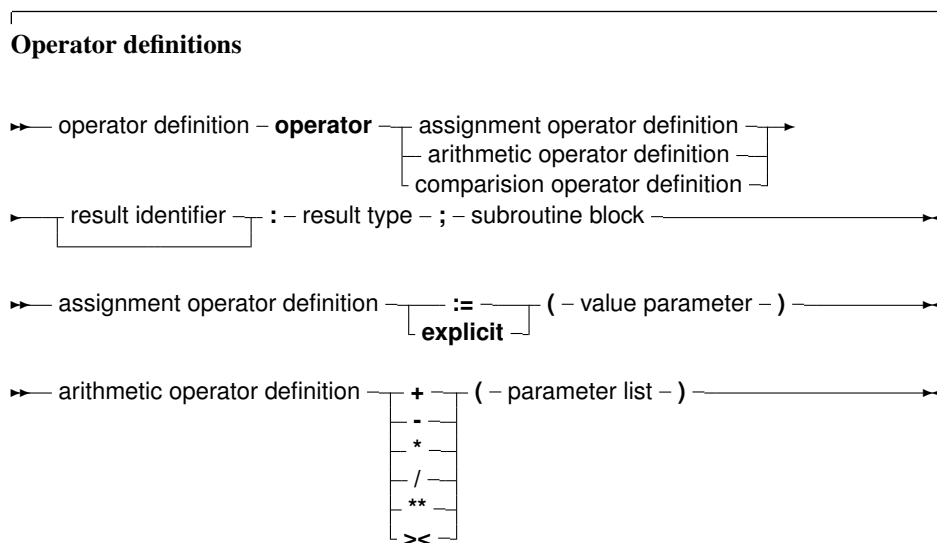 Operator definitions
operator definition operator assignment operator definition
arithmetic operator definition
comparision operator definition
result identifier : result type ; subroutine block
assignment operator definition := ( value parameter )
explicit
arithmetic operator definition + ( parameter list )
-
*
/
**
><